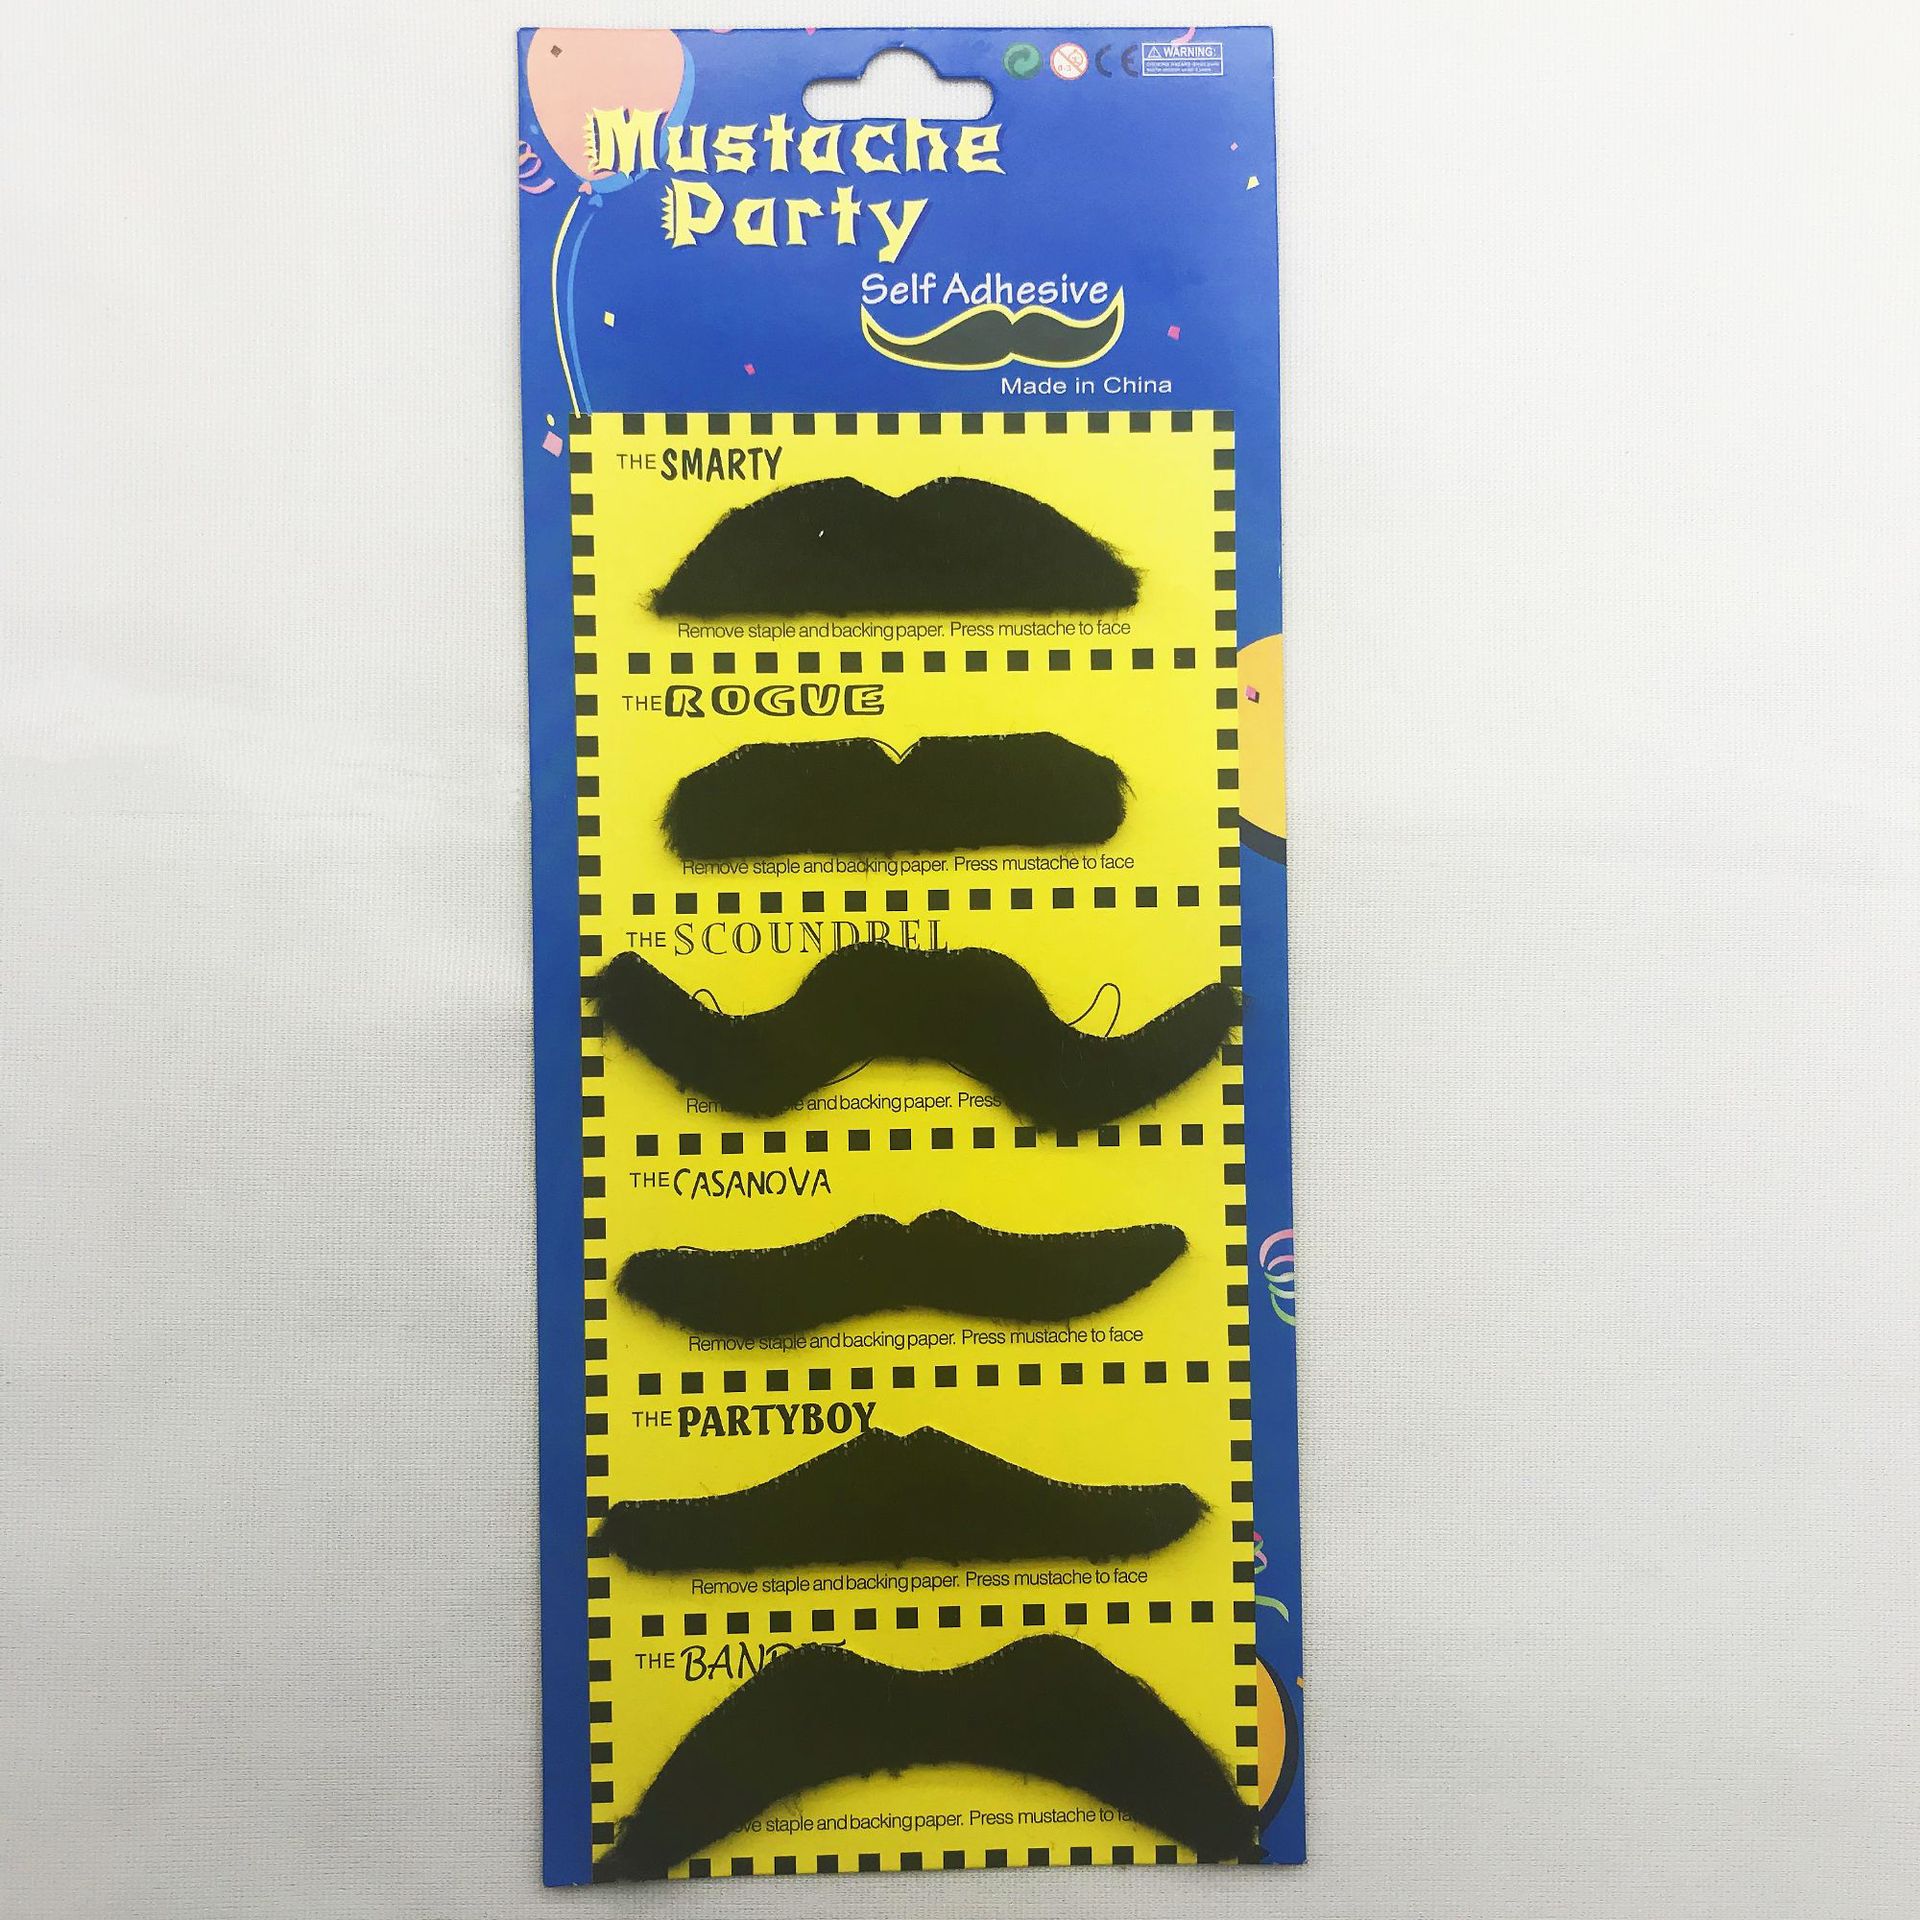 WARNING:
Mustache
Party
Self Adhesive
Made in China
THE SMARTY
Remove staple and backing paper. Press mustache to face
THE ROGUE
Remove staple and backing paper. Press mustache to face
THE SCOUNDREL
and backing paper. Press
THE CASANOVA
Remove staple and backing paper. Press mustache to face
THE PARTYBOY
Remove staple and backing paper. Press mustache to face
THE
staple and backing paper. Press mustache to